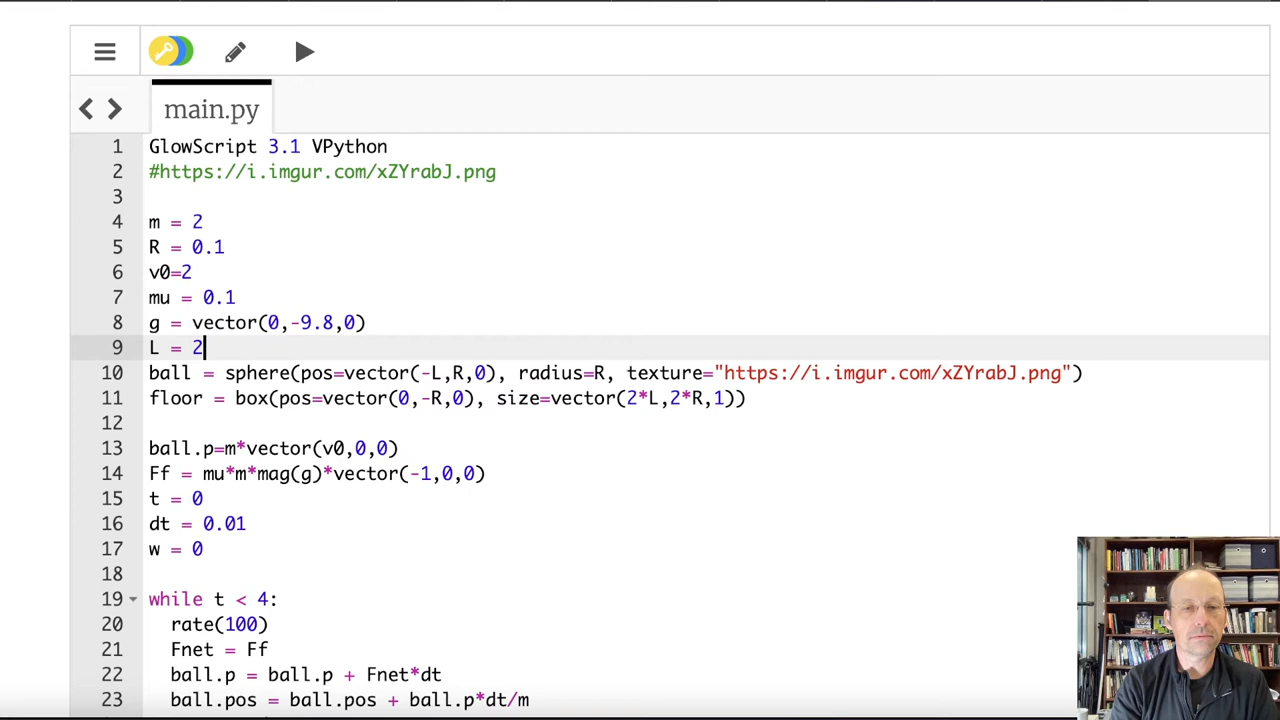 main.py
1 GlowScript 3.1 VPython
2 #https://i.imgur.com/xZYrabJ.png
3
4 m = 2
5 R = 0.1
6 v0=2
7 mu = 0.1
8 g = vector(0,-9.8,0)
9 L = 2
10 ball = sphere(pos=vector(-L,R,0), radius=R, texture="https://i.imgur.com/xZYrabJ.png")
11 floor = box(pos=vector(0,-R,0), size=vector(2*L,2*R,1))
12
13 ball.p=m*vector(v0,0,0)
14 Ff = mu*m*mag(g)*vector(-1,0,0)
15 t = 0
16 dt = 0.01
17 w = 0
18
19 while t < 4:
20 rate(100)
21 Fnet = Ff
22 ball.p = ball.p + Fnet*dt
23 ball.pos = ball.pos + ball.p*dt/m